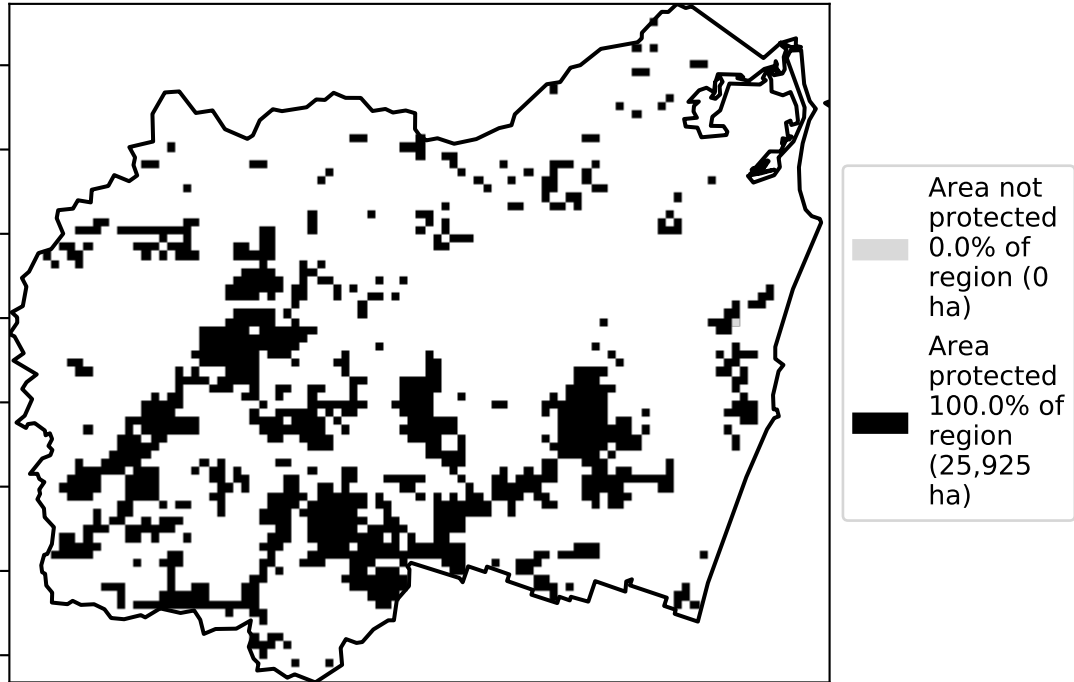 Area not
protected
0.0% of
region (0
ha)
Area
protected
100.0% of
region
(25,925
ha)